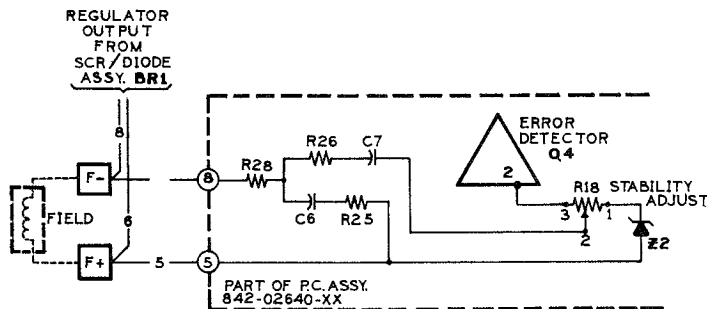 REGULATOR
OUTPUT
FROM
SCR/DIODE
ASSY. BR1
8
6
F-
FIELD
F+
5
8
5
R28
R26
C7
C6
R25
ERROR
DETECTOR
Q4
2
R18
STABILITY
ADJUST
3
1
2
Z2
PART OF P.C. ASSY.
842-02640-XX